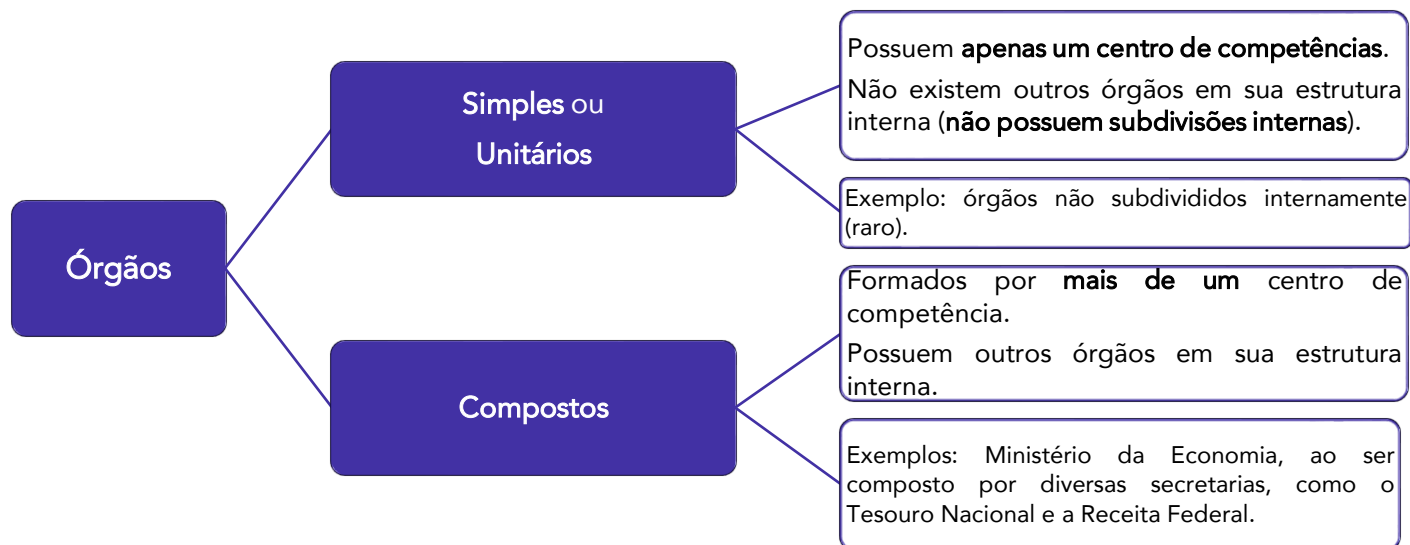 Órgãos
Simples ou
Unitários
Possuem apenas um centro de competências.
Não existem outros órgãos em sua estrutura
interna (não possuem subdivisões internas).
Exemplo: órgãos não subdivididos internamente
(raro).
Compostos
Formados por mais de um centro de
competência.
Possuem outros órgãos em sua estrutura
interna.
Exemplos: Ministério da Economia, ao ser
composto por diversas secretarias, como o
Tesouro Nacional e a Receita Federal.